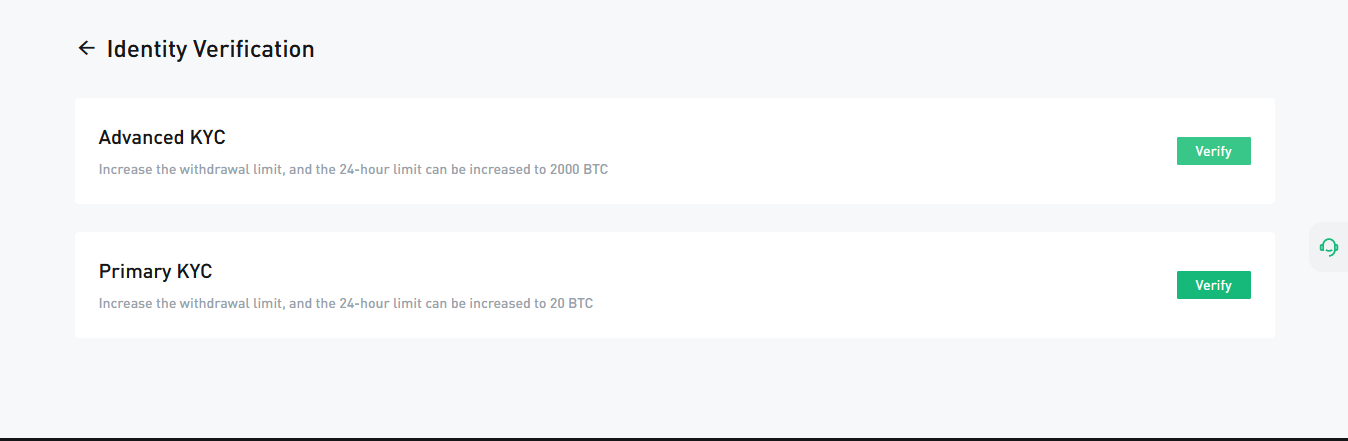 Identity Verification
Advanced KYC
Increase the withdrawal limit, and the 24-hour limit can be increased to 2000 BTC
Verify
Primary KYC
Increase the withdrawal limit, and the 24-hour limit can be increased to 20 BTC
Verify